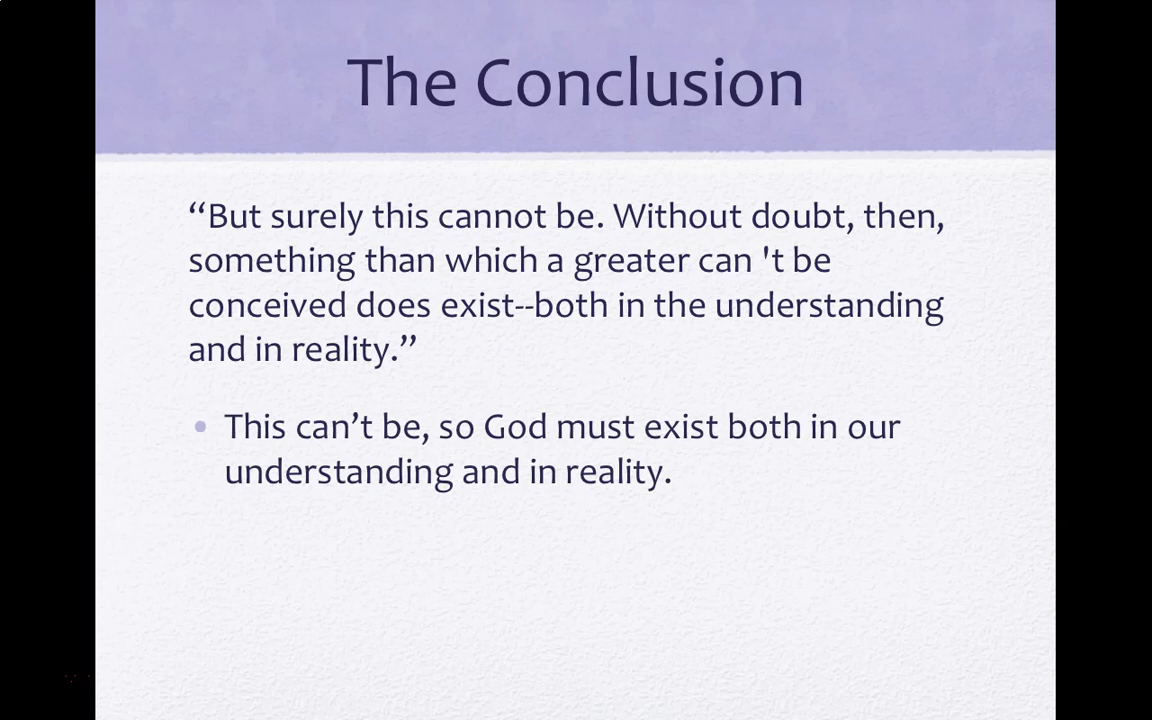 The Conclusion
“But surely this cannot be. Without doubt, then,
something than which a greater can 't be
conceived does exist--both in the understanding
and in reality.”
• This can’t be, so God must exist both in our
understanding and in reality.